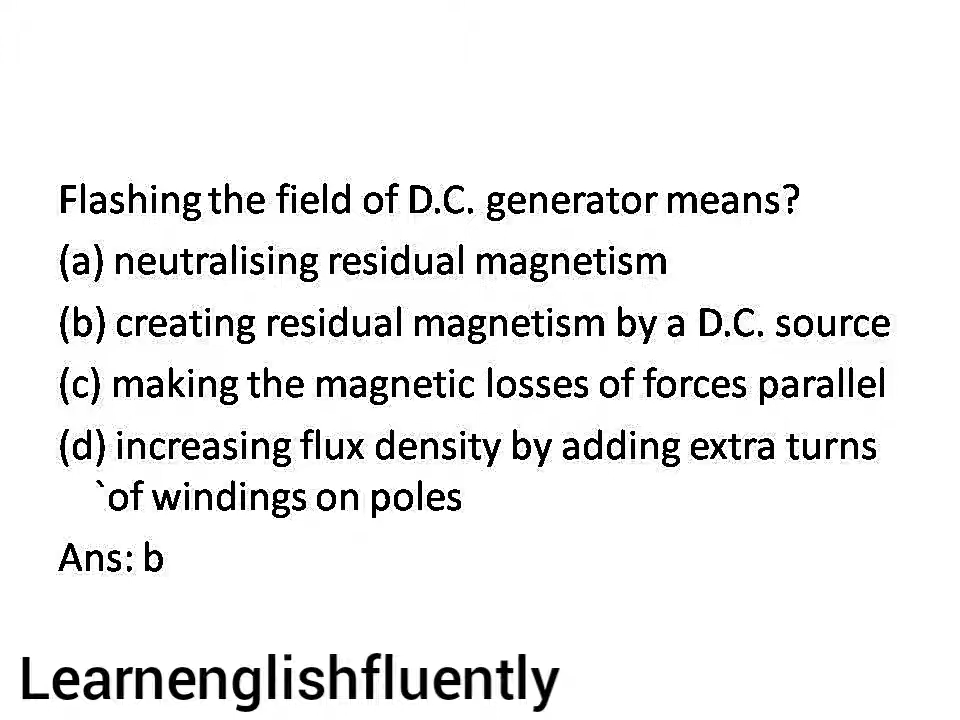 Flashing the field of D.C. generator means?
(a) neutralising residual magnetism
(b) creating residual magnetism by a D.C. source
(c) making the magnetic losses of forces parallel
(d) increasing flux density by adding extra turns
`of windings on poles
Ans: b
Learnenglishfluently